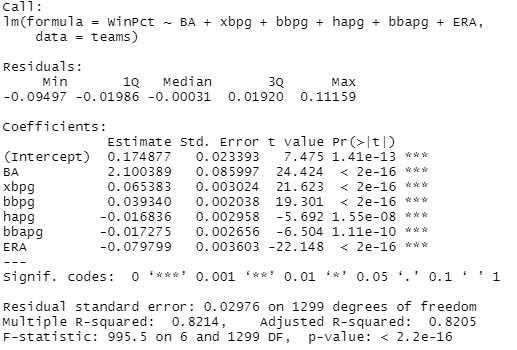 Call:
lm(formula = WinPct ~ BA + xbpg + bbpg + hapg + bbapg + ERA,
    data = teams)
Residuals:
     Min       1Q   Median       3Q      Max
-0.09497 -0.01986 -0.00031  0.01920  0.11159
Coefficients:
             Estimate Std. Error t value Pr(>|t|)
(Intercept)  0.174877   0.023393   7.475 1.41e-13 ***
BA           2.100389   0.085997  24.424  < 2e-16 ***
xbpg         0.065383   0.003024  21.623  < 2e-16 ***
bbpg         0.039340   0.002038  19.301  < 2e-16 ***
hapg        -0.016836   0.002958  -5.692 1.55e-08 ***
bbapg       -0.017275   0.002656  -6.504 1.11e-10 ***
ERA         -0.079799   0.003603 -22.148  < 2e-16 ***
---
Signif. codes:  0 ‘***’ 0.001 ‘**’ 0.01 ‘*’ 0.05 ‘.’ 0.1 ‘ ’ 1
Residual standard error: 0.02976 on 1299 degrees of freedom
Multiple R-squared:  0.8214,    Adjusted R-squared:  0.8205
F-statistic: 995.5 on 6 and 1299 DF,  p-value: < 2.2e-16